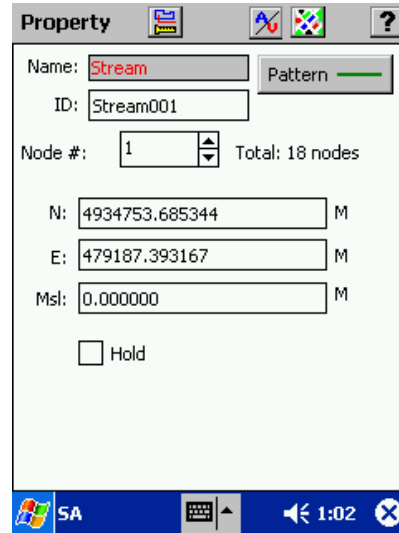 Property ?
Name: Stream Pattern
ID: Stream001
Node #: 1 Total: 18 nodes
N: 4934753.685344 M
E: 479187.393167 M
Msl: 0.000000 M
Hold
SA 1:02